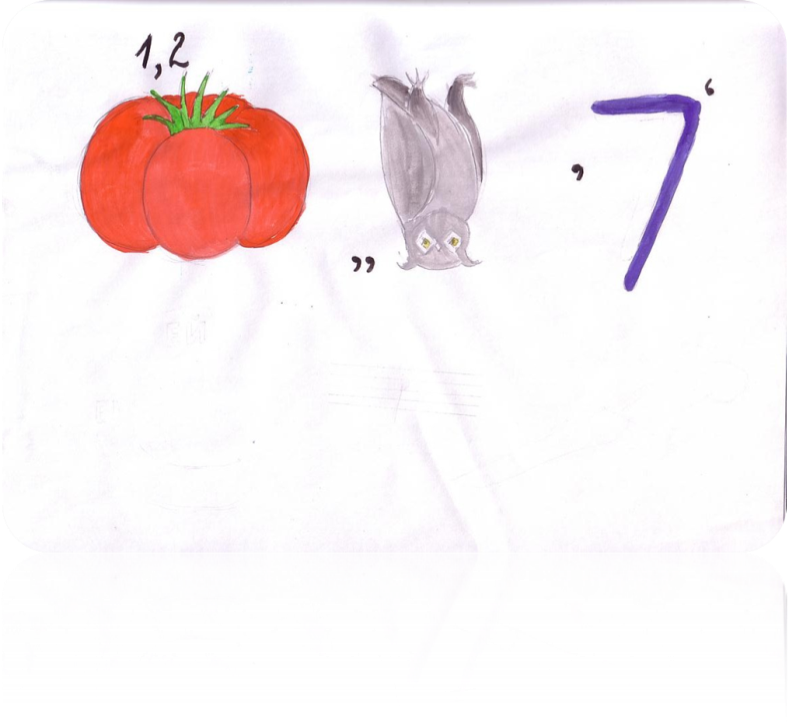 1,2
,, , 7 ‘